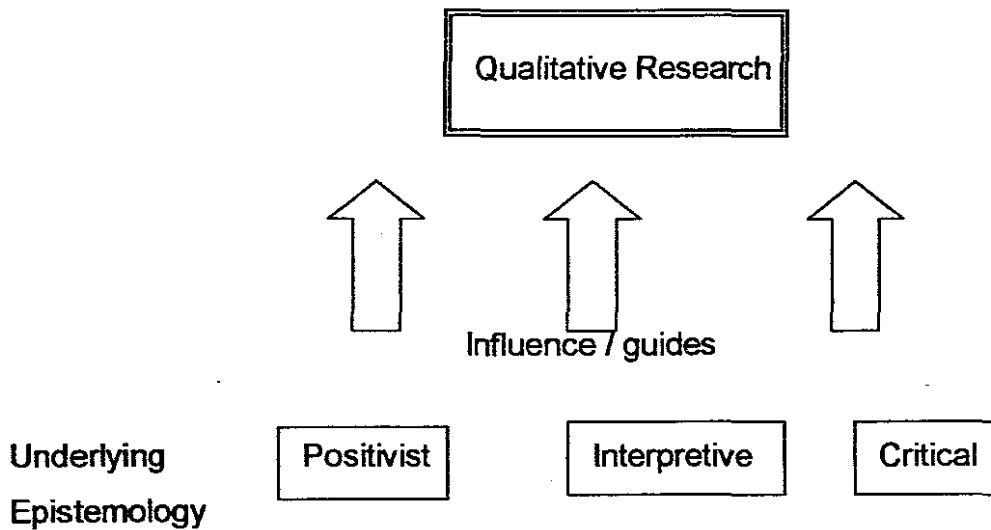 Qualitative Research
Influence / guides
Underlying
Epistemology
Positivist
Interpretive
Critical